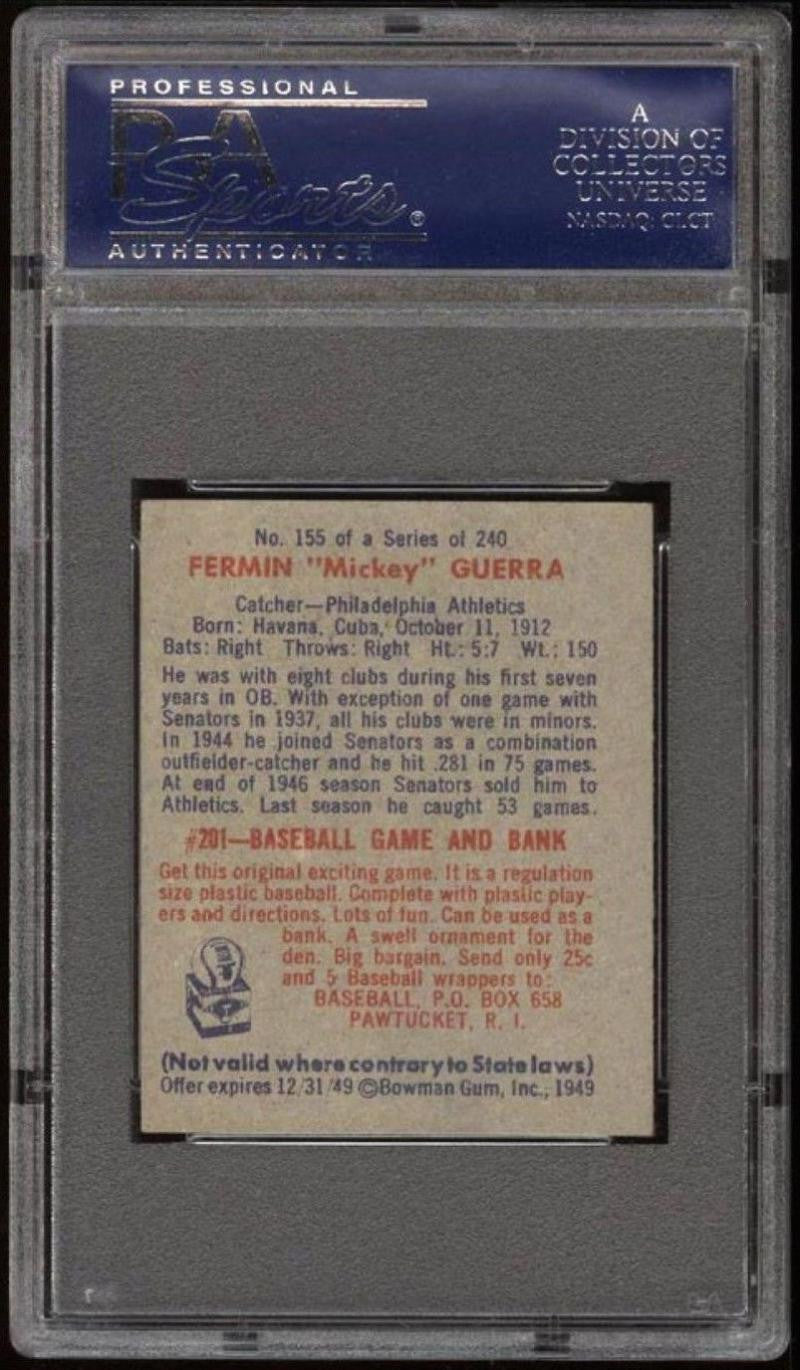 PROFESSIONAL
PSA
Sports®
AUTHENTICATOR
A
DIVISION OF
COLLECTORS
UNIVERSE
NASDAQ: CLCT
No. 155 of a Series of 240
FERMIN "Mickey" GUERRA
Catcher—Philadelphia Athletics
Born: Havana, Cuba, October 11, 1912
Bats: Right Throws: Right Ht.: 5:7 Wt.: 150
He was with eight clubs during his first seven
years in OB. With exception of one game with
Senators in 1937, all his clubs were in minors.
In 1944 he joined Senators as a combination
outfielder-catcher and he hit .281 in 75 games.
At end of 1946 season Senators sold him to
Athletics. Last season he caught 53 games.
#201—BASEBALL GAME AND BANK
Get this original exciting game. It is a regulation
size plastic baseball. Complete with plastic play-
ers and directions. Lots of fun. Can be used as a
bank. A swell ornament for the
den. Big bargain. Send only 25c
and 5 Baseball wrappers to:
BASEBALL, P.O. BOX 658
PAWTUCKET, R. I.
(Not valid where contrary to State laws)
Offer expires 12/31/49 ©Bowman Gum, Inc., 1949